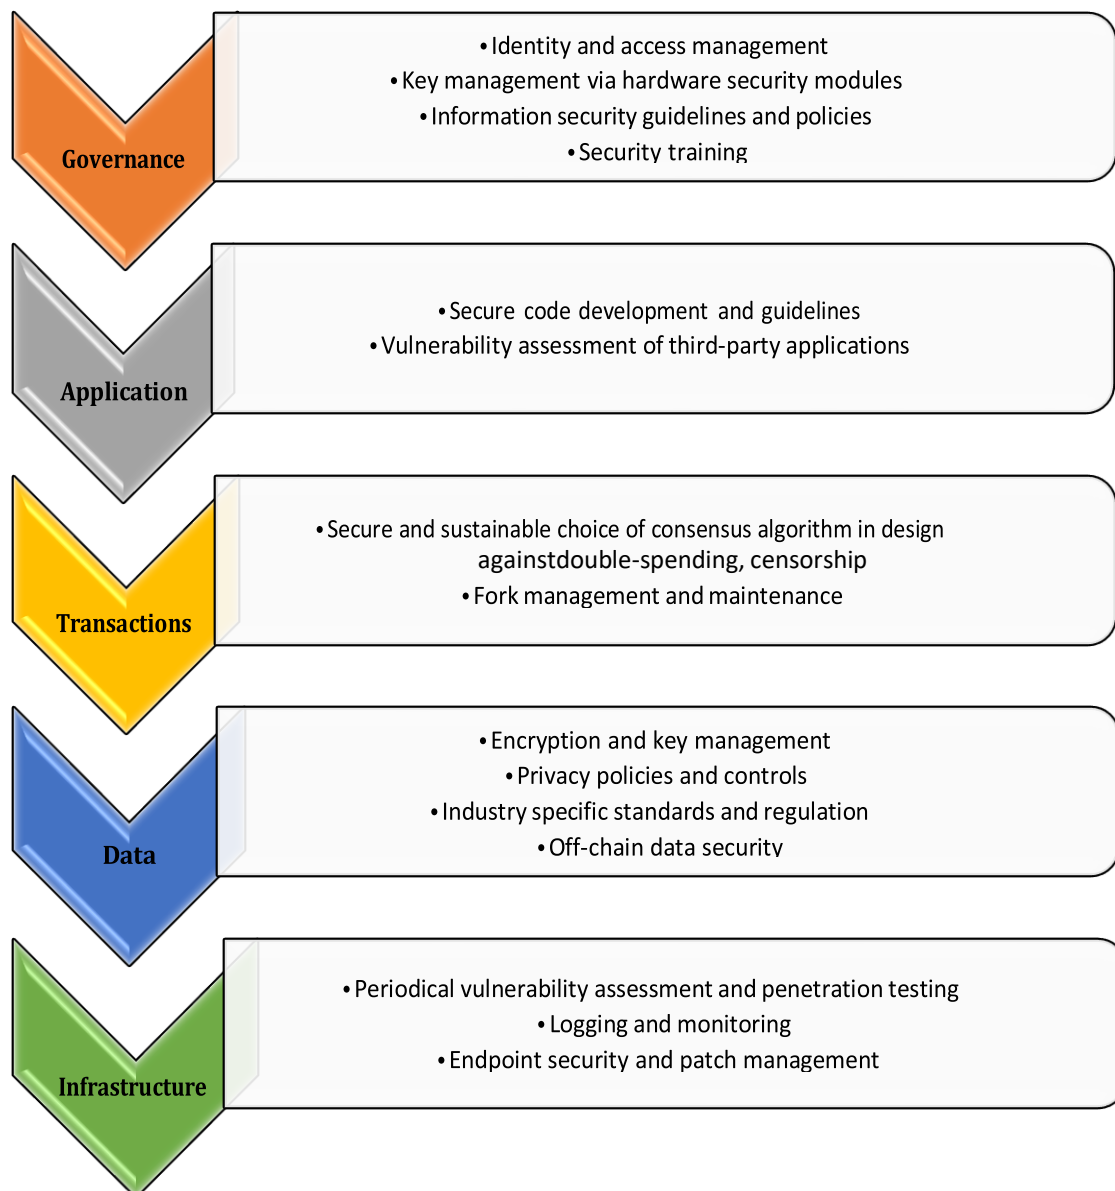 Governance
• Identity and access management
• Key management via hardware security modules
• Information security guidelines and policies
• Security training
Application
• Secure code development and guidelines
• Vulnerability assessment of third-party applications
Transactions
• Secure and sustainable choice of consensus algorithm in design
againstdouble-spending, censorship
• Fork management and maintenance
Data
• Encryption and key management
• Privacy policies and controls
• Industry specific standards and regulation
• Off-chain data security
Infrastructure
• Periodical vulnerability assessment and penetration testing
• Logging and monitoring
• Endpoint security and patch management